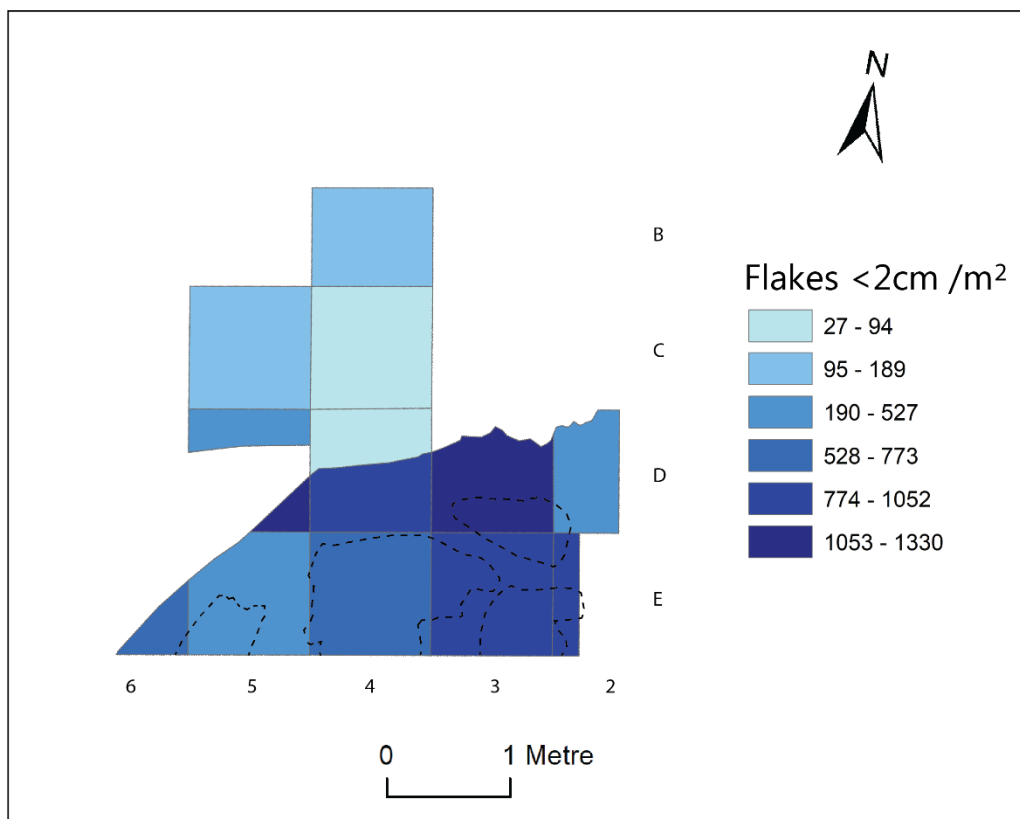 N
B
C
D
E
6 5 4 3 2
Flakes <2cm /m²
27 - 94
95 - 189
190 - 527
528 - 773
774 - 1052
1053 - 1330
0 1 Metre